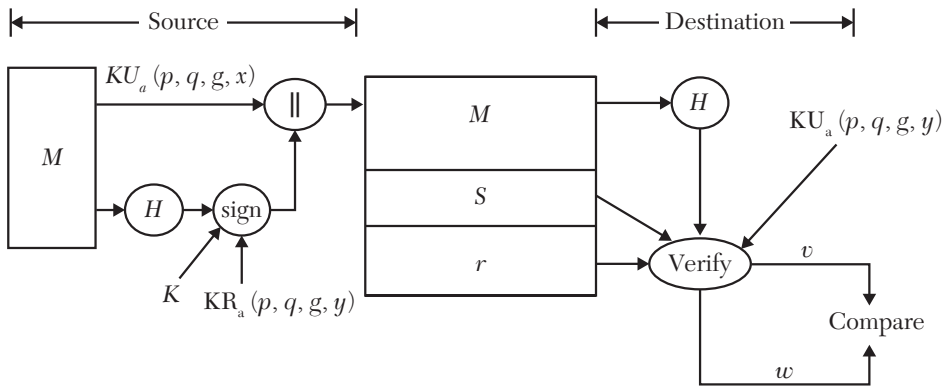 Source
Destination
KU_a (p, q, g, x)
||
M
M
H
KU_a (p, q, g, y)
H
sign
S
r
Verify
v
K
KR_a (p, q, g, y)
Compare
w